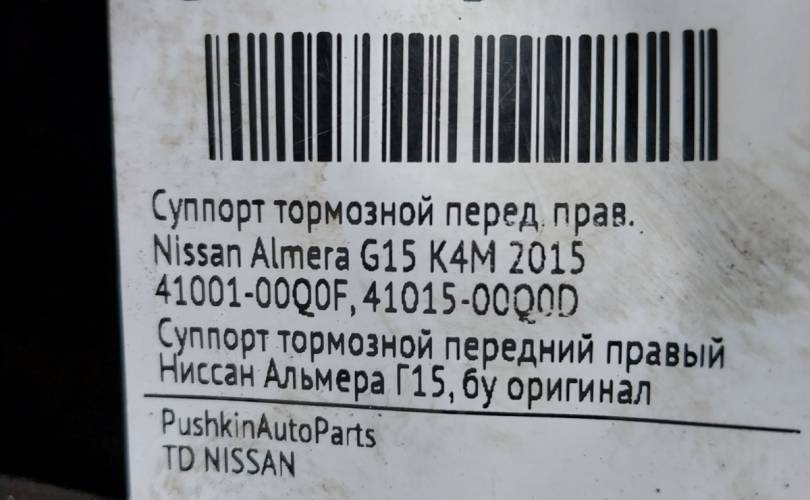 Суппорт тормозной перед. прав.
Nissan Almera G15 K4M 2015
41001-00Q0F, 41015-00Q0D
Суппорт тормозной передний правый
Ниссан Альмера Г15, бу оригинал
PushkinAutoParts
TD NISSAN